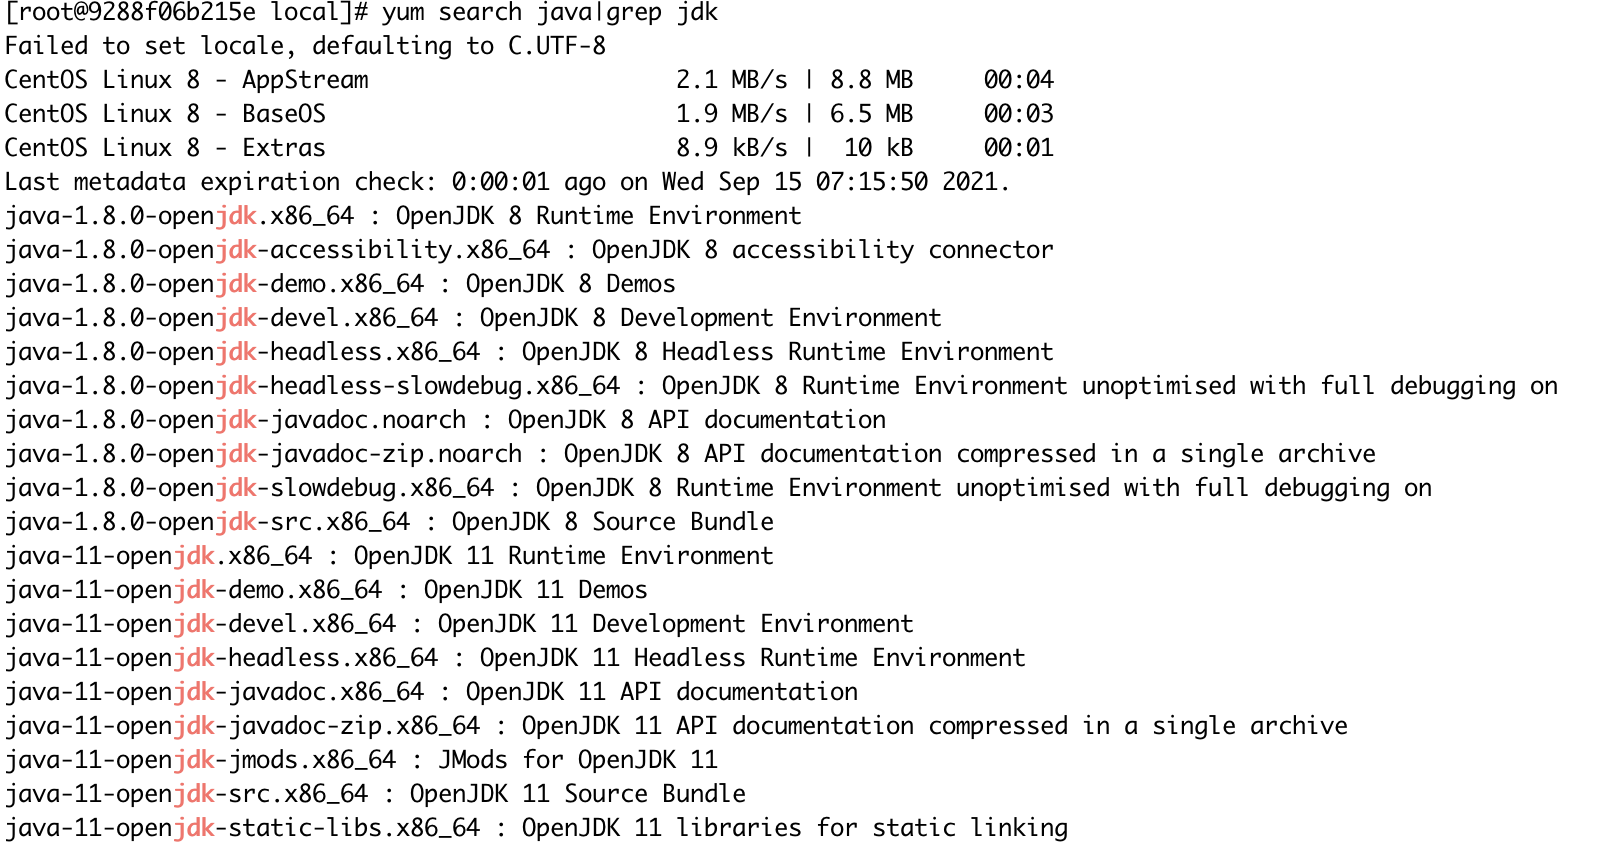 [root@9288f06b215e local]# yum search java|grep jdk
Failed to set locale, defaulting to C.UTF-8
CentOS Linux 8 - AppStream                      2.1 MB/s | 8.8 MB     00:04
CentOS Linux 8 - BaseOS                         1.9 MB/s | 6.5 MB     00:03
CentOS Linux 8 - Extras                         8.9 kB/s |  10 kB     00:01
Last metadata expiration check: 0:00:01 ago on Wed Sep 15 07:15:50 2021.
java-1.8.0-openjdk.x86_64 : OpenJDK 8 Runtime Environment
java-1.8.0-openjdk-accessibility.x86_64 : OpenJDK 8 accessibility connector
java-1.8.0-openjdk-demo.x86_64 : OpenJDK 8 Demos
java-1.8.0-openjdk-devel.x86_64 : OpenJDK 8 Development Environment
java-1.8.0-openjdk-headless.x86_64 : OpenJDK 8 Headless Runtime Environment
java-1.8.0-openjdk-headless-slowdebug.x86_64 : OpenJDK 8 Runtime Environment unoptimised with full debugging on
java-1.8.0-openjdk-javadoc.noarch : OpenJDK 8 API documentation
java-1.8.0-openjdk-javadoc-zip.noarch : OpenJDK 8 API documentation compressed in a single archive
java-1.8.0-openjdk-slowdebug.x86_64 : OpenJDK 8 Runtime Environment unoptimised with full debugging on
java-1.8.0-openjdk-src.x86_64 : OpenJDK 8 Source Bundle
java-11-openjdk.x86_64 : OpenJDK 11 Runtime Environment
java-11-openjdk-demo.x86_64 : OpenJDK 11 Demos
java-11-openjdk-devel.x86_64 : OpenJDK 11 Development Environment
java-11-openjdk-headless.x86_64 : OpenJDK 11 Headless Runtime Environment
java-11-openjdk-javadoc.x86_64 : OpenJDK 11 API documentation
java-11-openjdk-javadoc-zip.x86_64 : OpenJDK 11 API documentation compressed in a single archive
java-11-openjdk-jmods.x86_64 : JMods for OpenJDK 11
java-11-openjdk-src.x86_64 : OpenJDK 11 Source Bundle
java-11-openjdk-static-libs.x86_64 : OpenJDK 11 libraries for static linking